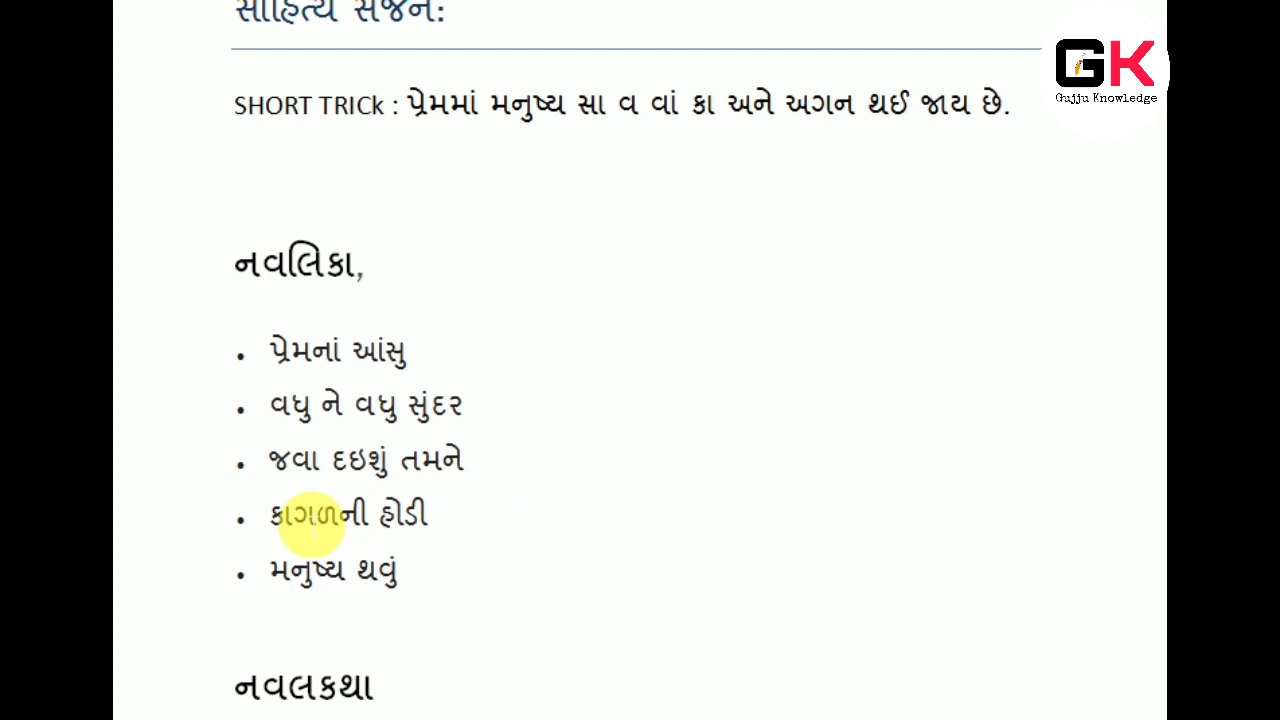 સાહિત્ય સર્જન:
GK
Gujju Knowledge
SHORT TRICk : પ્રેમમાં મનુષ્ય સા વ વાં કા અને અગન થઈ જાય છે.
નવલિકા,
• પ્રેમનાં આંસુ
• વધુ ને વધુ સુંદર
• જવા દઇશું તમને
• કાગળની હોડી
• મનુષ્ય થવું
નવલકથા